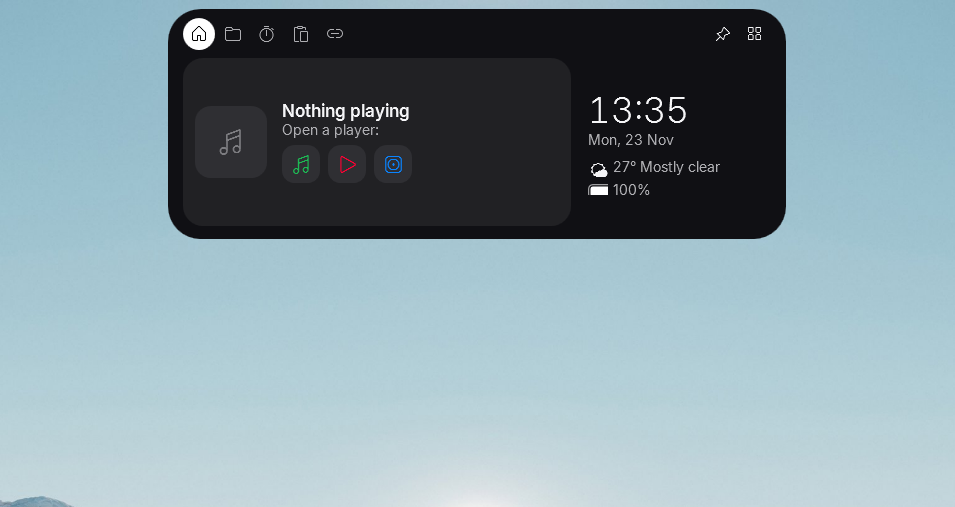 Nothing playing
Open a player:
13:35
Mon, 23 Nov
27° Mostly clear
100%